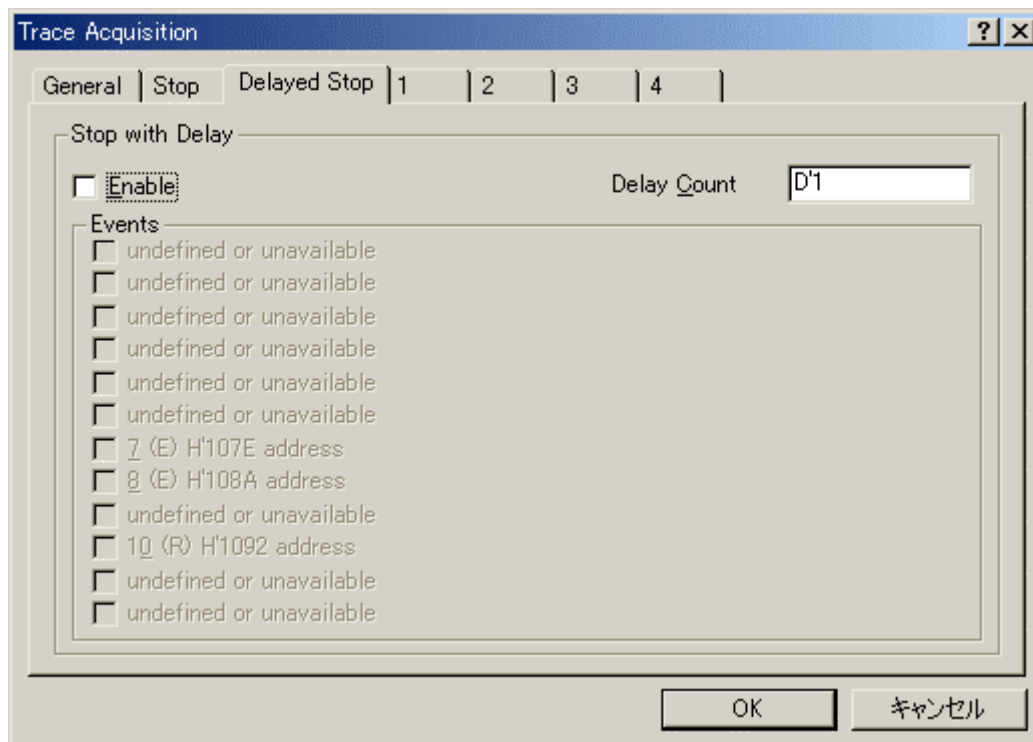 Trace Acquisition
General Stop Delayed Stop 1 2 3 4
Stop with Delay
Enable Delay Count D'1
Events
undefined or unavailable
undefined or unavailable
undefined or unavailable
undefined or unavailable
undefined or unavailable
undefined or unavailable
7 (E) H'107E address
8 (E) H'108A address
undefined or unavailable
10 (R) H'1092 address
undefined or unavailable
undefined or unavailable
OK キャンセル